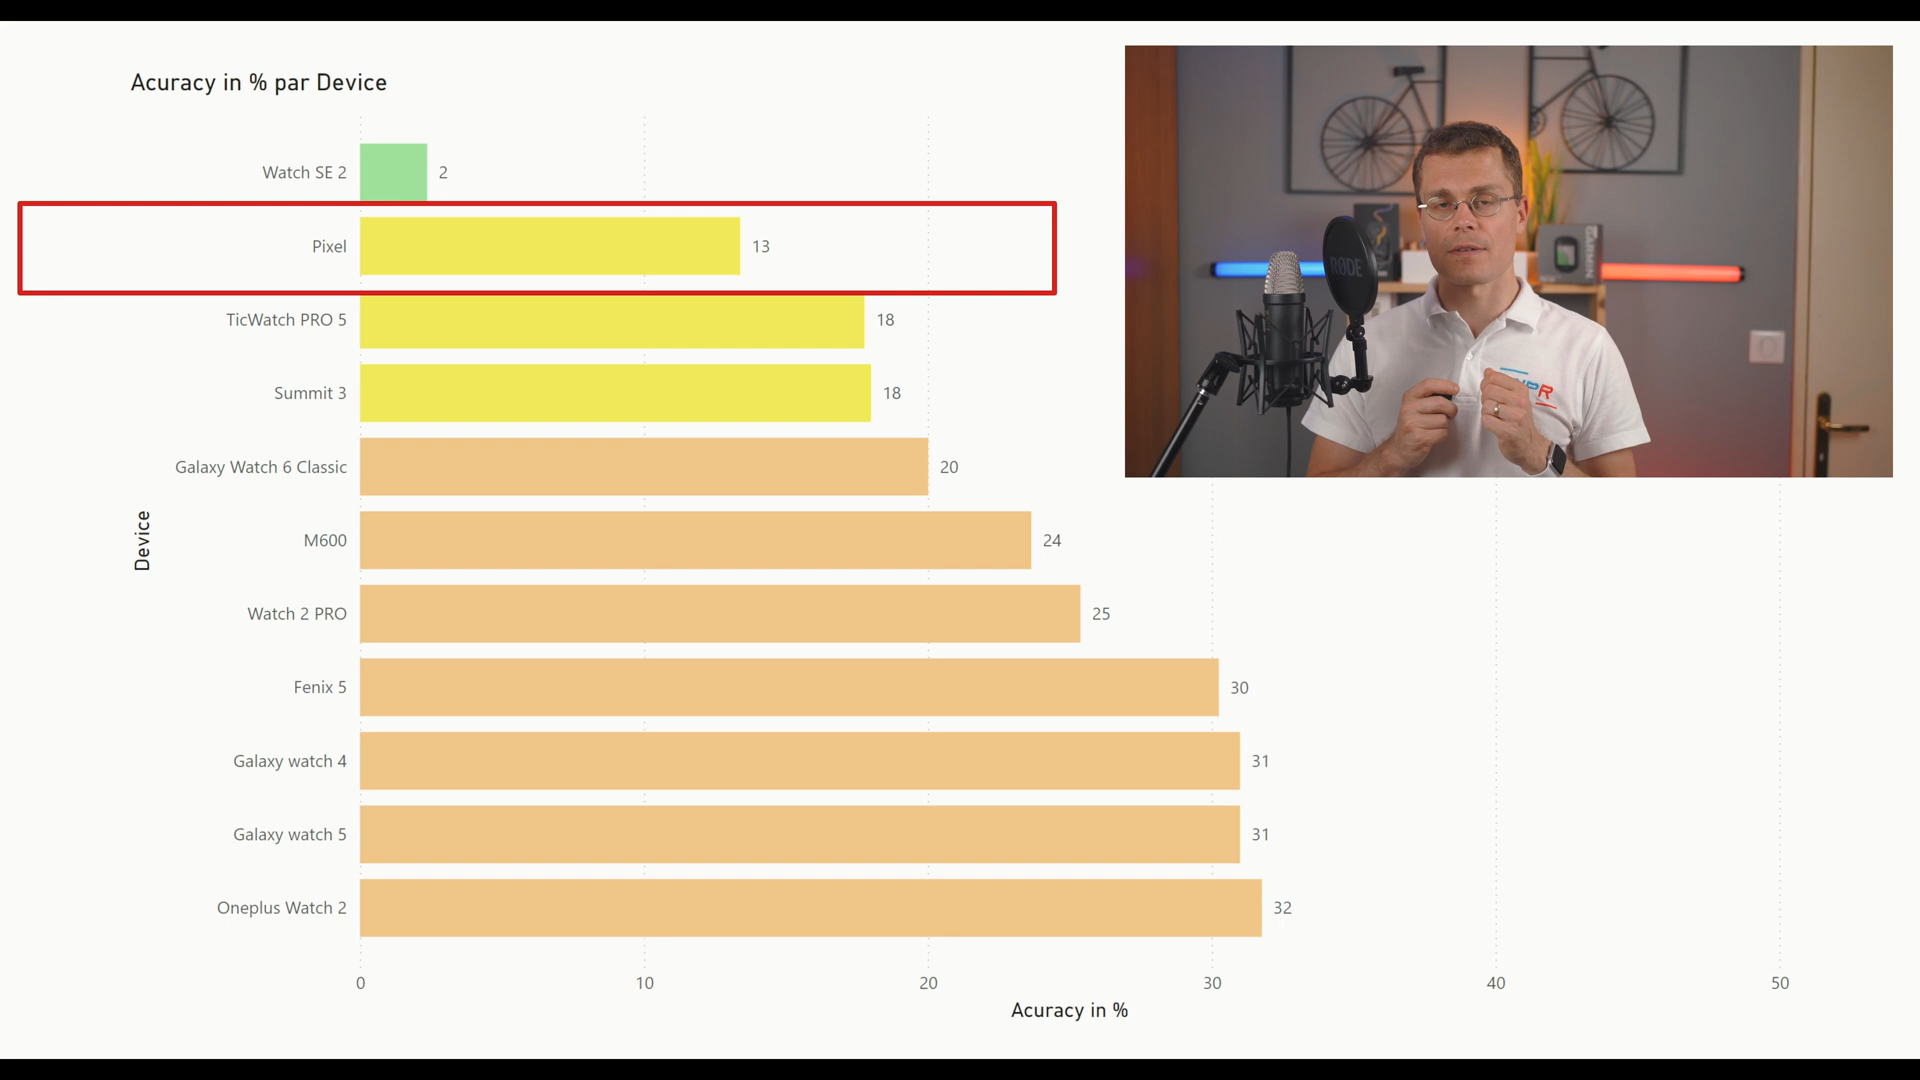 Acuracy in % par Device
Watch SE 2
2
Pixel
13
TicWatch PRO 5
18
Summit 3
18
Galaxy Watch 6 Classic
20
M600
24
Watch 2 PRO
25
Fenix 5
30
Galaxy watch 4
31
Galaxy watch 5
31
Oneplus Watch 2
32
Device
0
10
20
30
40
50
Acuracy in %
RØDE
GARMIN